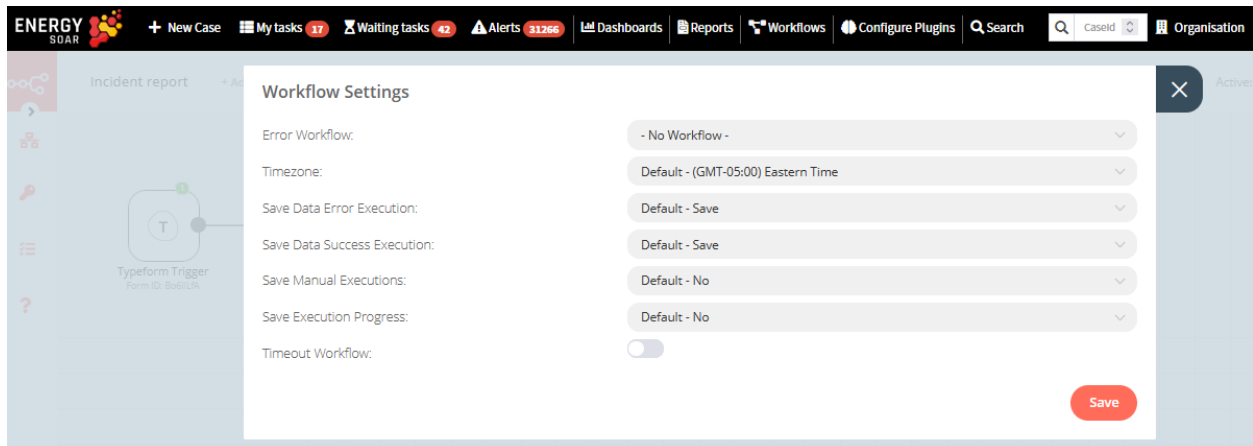 ENERGY SOAR + New Case My tasks 17 Waiting tasks 42 Alerts 31266 Dashboards Reports Workflows Configure Plugins Search CaseId Organisation
Incident report
Active:
Workflow Settings
Error Workflow: - No Workflow -
Timezone: Default - (GMT-05:00) Eastern Time
Save Data Error Execution: Default - Save
Save Data Success Execution: Default - Save
Save Manual Executions: Default - No
Save Execution Progress: Default - No
Timeout Workflow:
Save
T
Typeform Trigger
?